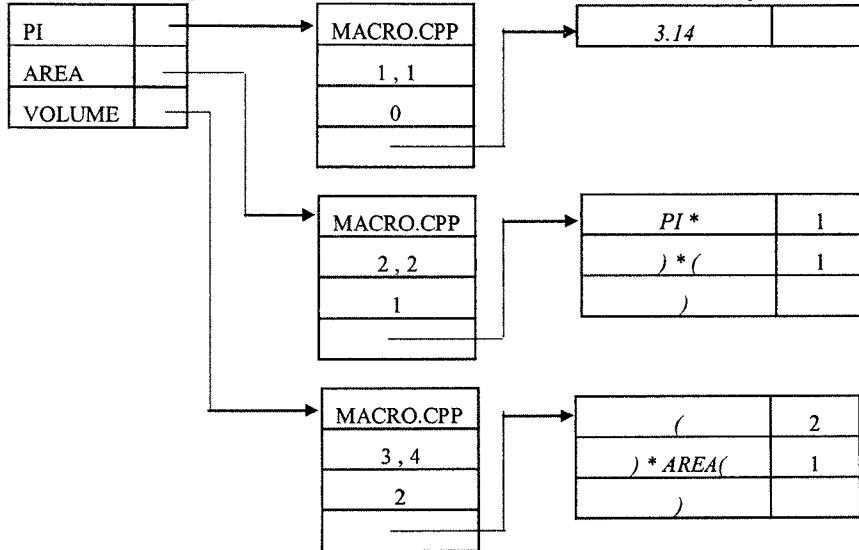 PI
AREA
VOLUME
MACRO.CPP
1 , 1
0
3.14
MACRO.CPP
2 , 2
1
PI * 1
) * ( 1
)
MACRO.CPP
3 , 4
2
( 2
) * AREA( 1
)